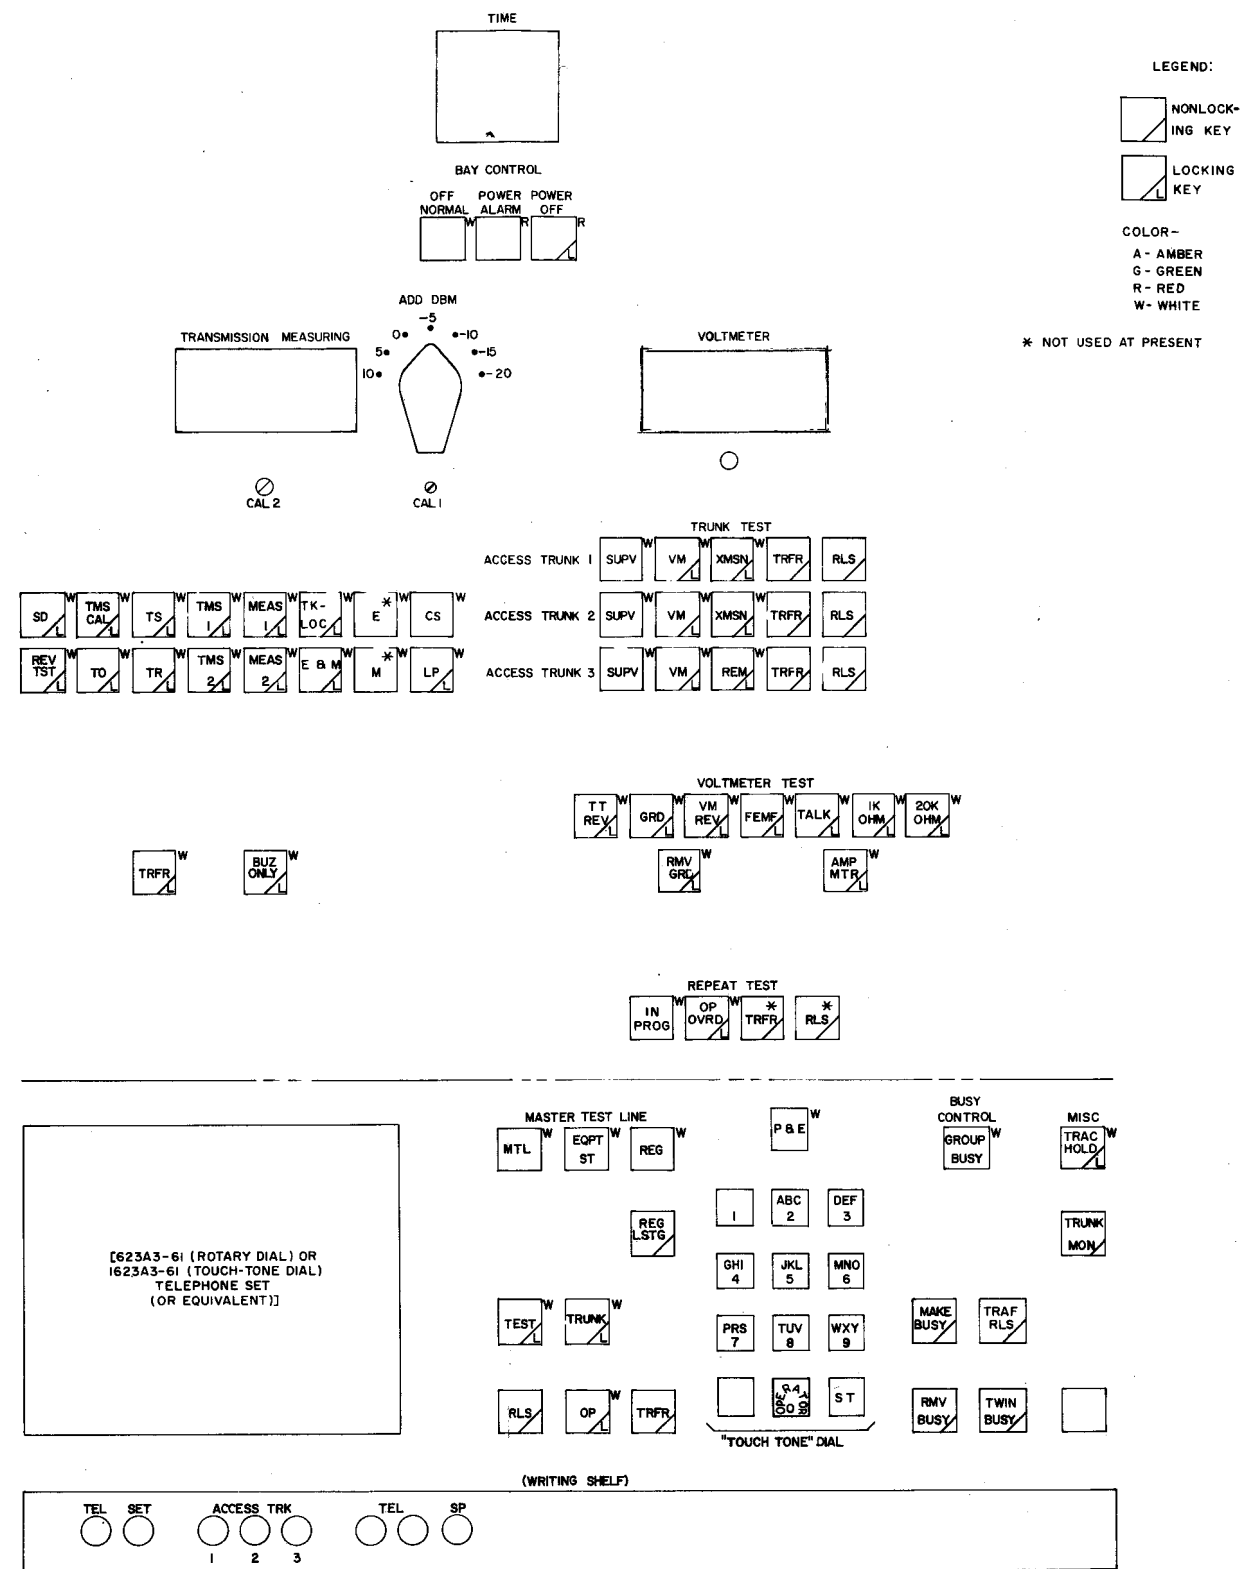 TIME
LEGEND:
NONLOCK-
ING KEY
L
LOCKING
KEY
COLOR-
A - AMBER
G - GREEN
R - RED
W - WHITE
* NOT USED AT PRESENT
BAY CONTROL
OFF NORMAL W
POWER ALARM R
POWER OFF L R
ADD DBM
TRANSMISSION MEASURING
10 5 0 -5 -10 -15 -20
VOLTMETER
CAL 2
CAL 1
TRUNK TEST
ACCESS TRUNK 1 SUPV W VM L W XMSN L W TRFR RLS
SD L W TMS CAL L W TS L W TMS 1 L W MEAS 1 L W TK-LOC L W E * W CS W
ACCESS TRUNK 2 SUPV W VM L W XMSN L W TRFR RLS
REV TST L W TO L W TR L W TMS 2 L W MEAS 2 L W E & M L W M * W LP L W
ACCESS TRUNK 3 SUPV W VM L W REM L W TRFR RLS
VOLTMETER TEST
TT REV L W GRD L W VM REV L W FEMF L W TALK L W 1K OHM L W 20K OHM L W
TRFR L W BUZ ONLY L W
RMV GRD L W AMP MTR L W
REPEAT TEST
IN PROG W OP OVRD L W * TRFR * RLS
[623A3-61 (ROTARY DIAL) OR
1623A3-61 (TOUCH-TONE DIAL)
TELEPHONE SET
(OR EQUIVALENT)]
MASTER TEST LINE
MTL W EQPT ST W REG W
REG LSTG
TEST L W TRUNK L W
RLS OP L W TRFR
P & E W
1 ABC 2 DEF 3
GHI 4 JKL 5 MNO 6
PRS 7 TUV 8 WXY 9
OPERATOR O ST
"TOUCH TONE" DIAL
BUSY
CONTROL
GROUP BUSY W
MAKE BUSY TRAF RLS
RMV BUSY TWIN BUSY
MISC
TRAC HOLD L W
TRUNK MON
(WRITING SHELF)
TEL SET ACCESS TRK TEL SP
1 2 3